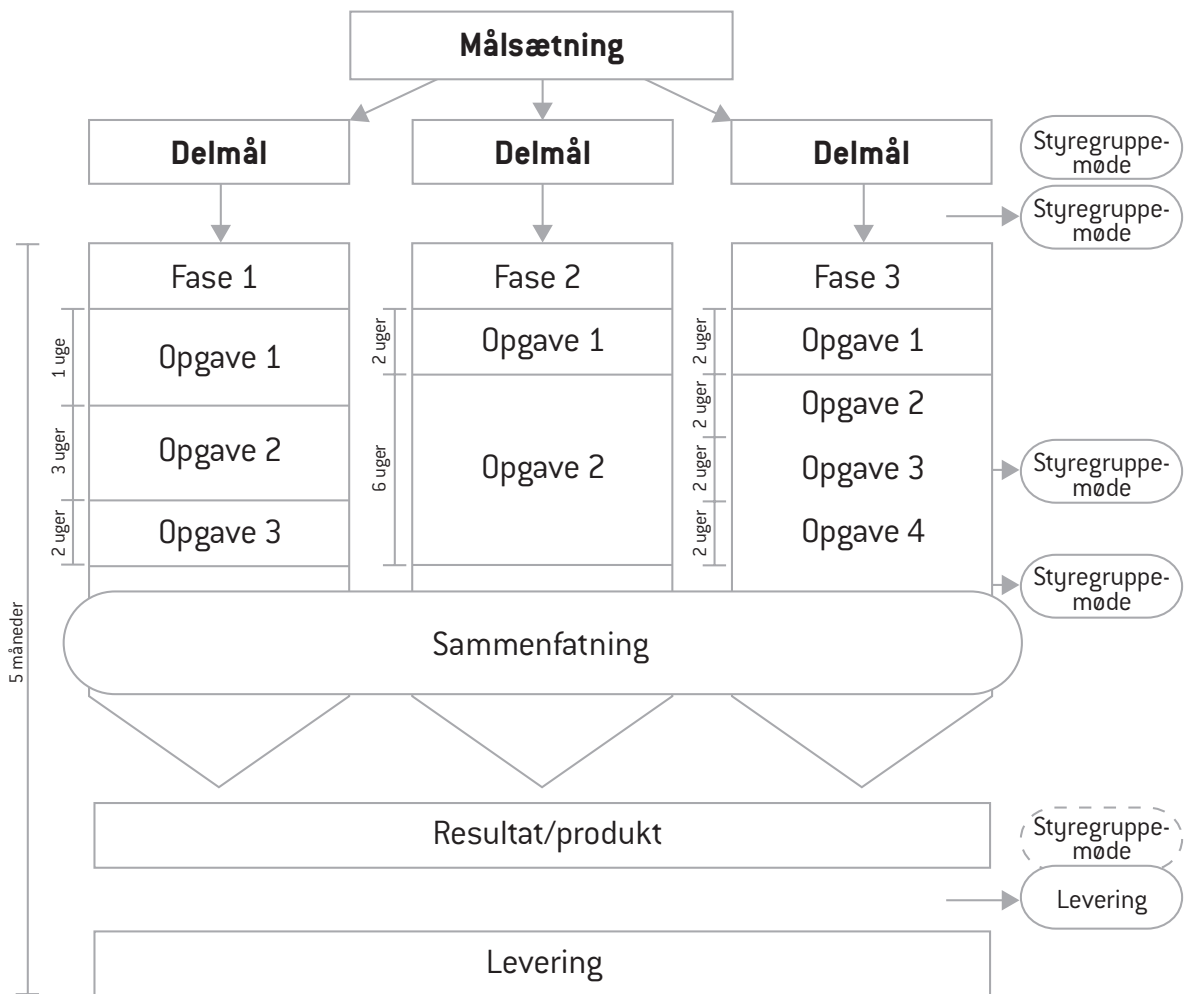 Målsætning
Delmål
Delmål
Delmål
Styregruppe-
møde
Styregruppe-
møde
Fase 1
Fase 2
Fase 3
1 uge
Opgave 1
3 uger
Opgave 2
2 uger
Opgave 3
2 uger
Opgave 1
6 uger
Opgave 2
2 uger
Opgave 1
2 uger
Opgave 2
2 uger
Opgave 3
2 uger
Opgave 4
Styregruppe-
møde
Styregruppe-
møde
5 måneder
Sammenfatning
Resultat/produkt
Styregruppe-
møde
Levering
Levering